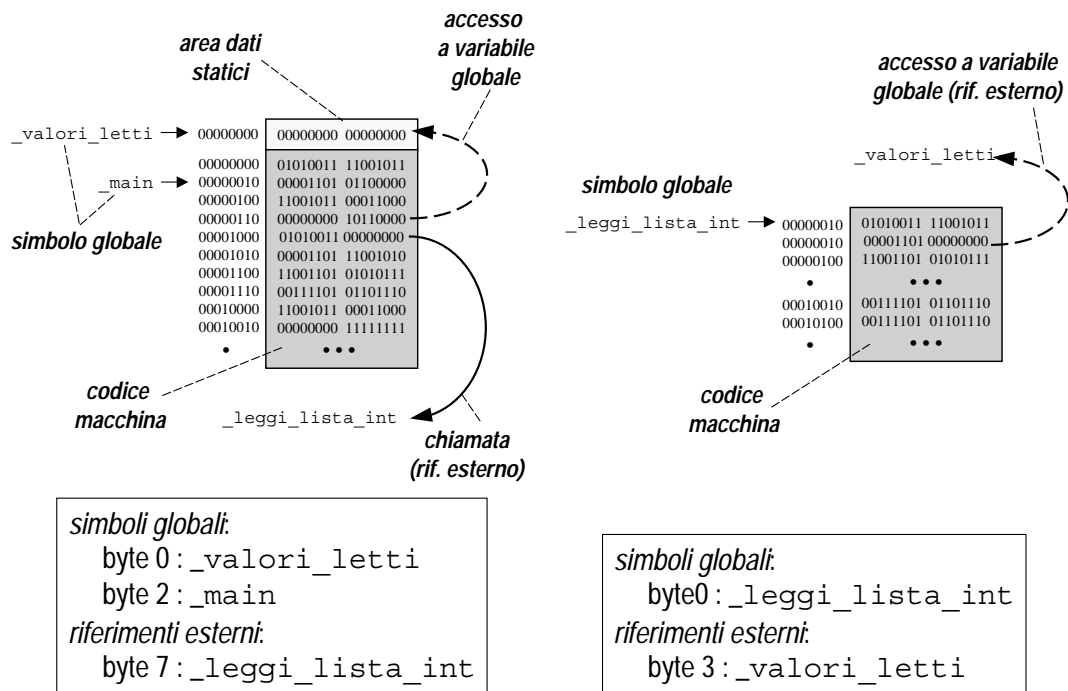 area dati
statici
accesso
a variabile
globale
_valori_letti
00000000 00000000 00000000
00000000 01010011 11001011
_main
00000010 00001101 01100000
00000100 11001011 00011000
00000110 00000000 10110000
simbolo globale
00001000 01010011 00000000
00001010 00001101 11001010
00001100 11001101 01010111
00001110 00111101 01101110
00010000 11001011 00011000
00010010 00000000 11111111
• •••
codice
macchina
_leggi_lista_int
chiamata
(rif. esterno)
simboli globali:
byte 0 : _valori_letti
byte 2 : _main
riferimenti esterni:
byte 7 : _leggi_lista_int
accesso a variabile
globale (rif. esterno)
_valori_letti
simbolo globale
_leggi_lista_int
00000010 01010011 11001011
00000010 00001101 00000000
00000100 11001101 01010111
• •••
00010010 00111101 01101110
00010100 00111101 01101110
• •••
codice
macchina
simboli globali:
byte0 : _leggi_lista_int
riferimenti esterni:
byte 3 : _valori_letti